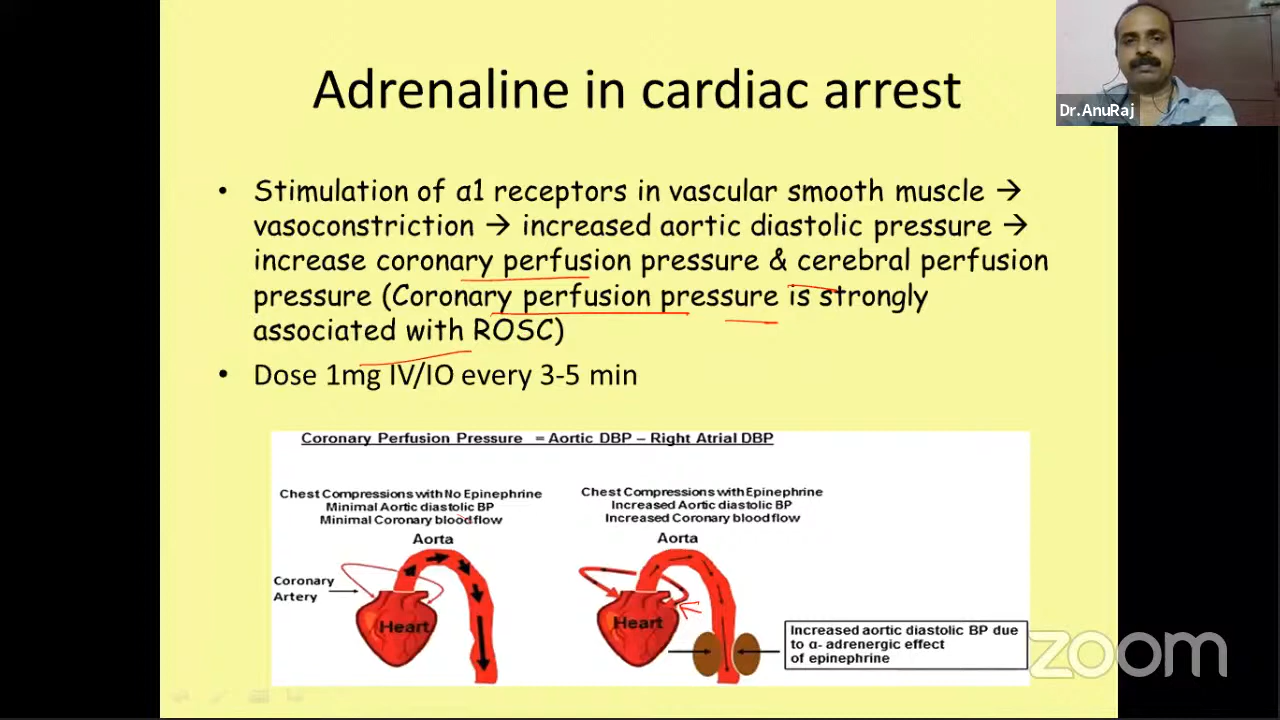 Adrenaline in cardiac arrest
Dr.AnuRaj
• Stimulation of α1 receptors in vascular smooth muscle →
vasoconstriction → increased aortic diastolic pressure →
increase coronary perfusion pressure & cerebral perfusion
pressure (Coronary perfusion pressure is strongly
associated with ROSC)
• Dose 1mg IV/IO every 3-5 min
Coronary Perfusion Pressure = Aortic DBP – Right Atrial DBP
Chest Compressions with No Epinephrine
Minimal Aortic diastolic BP
Minimal Coronary blood flow
Aorta
Coronary
Artery
Heart
Chest Compressions with Epinephrine
Increased Aortic diastolic BP
Increased Coronary blood flow
Aorta
Heart
Increased aortic diastolic BP due
to α- adrenergic effect
of epinephrine
zoom